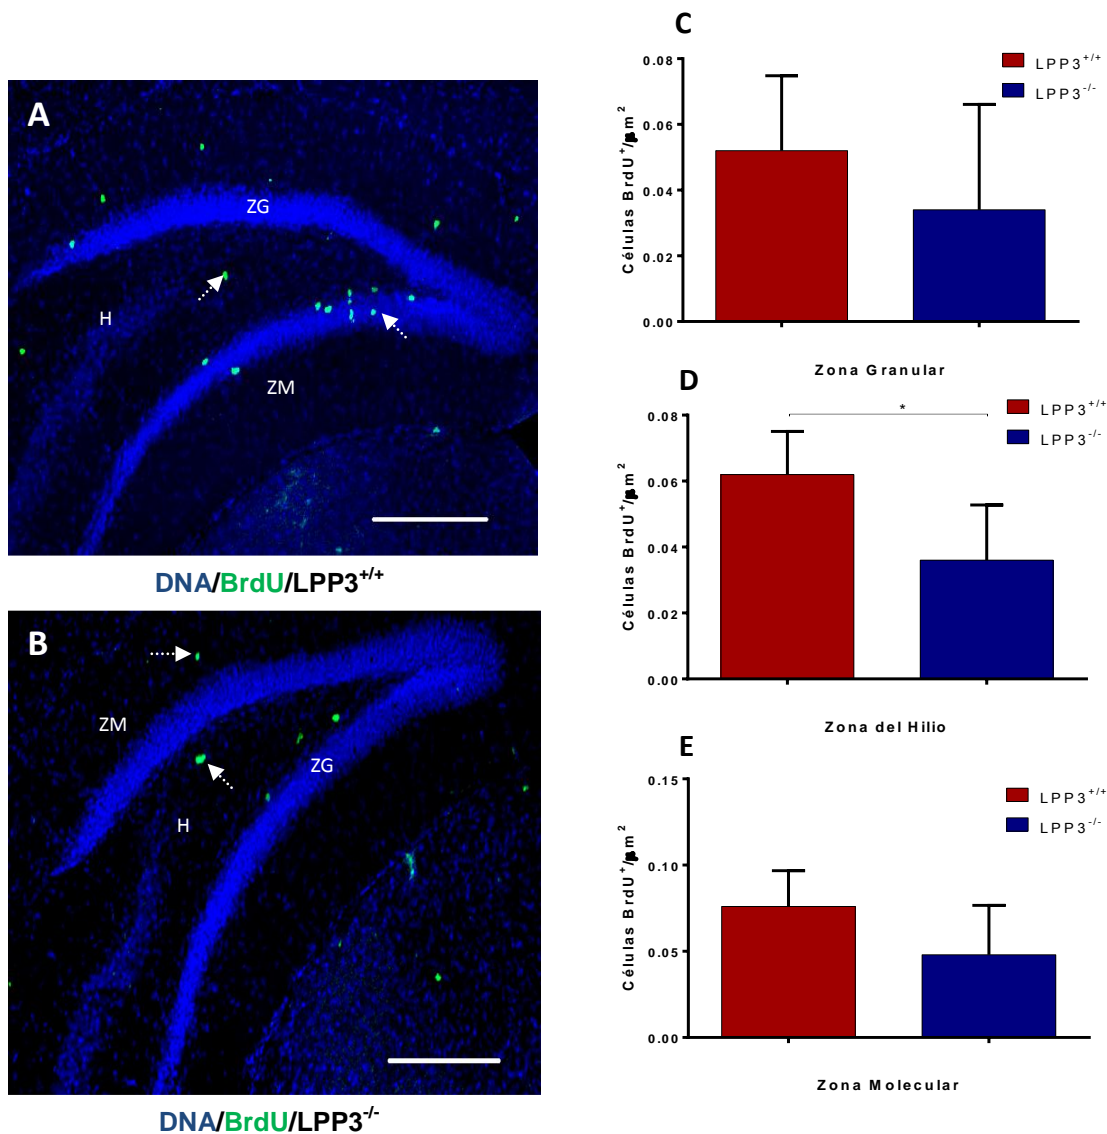 A
ZG
H
ZM
DNA/BrdU/LPP3+/+
B
ZM
ZG
H
DNA/BrdU/LPP3-/-
C
Células BrdU+/µm2
0.08
0.06
0.04
0.02
0.00
LPP3+/+
LPP3-/-
Zona Granular
D
Células BrdU+/µm2
0.08
0.06
0.04
0.02
0.00
*
LPP3+/+
LPP3-/-
Zona del Hilio
E
Células BrdU+/µm2
0.15
0.10
0.05
0.00
LPP3+/+
LPP3-/-
Zona Molecular